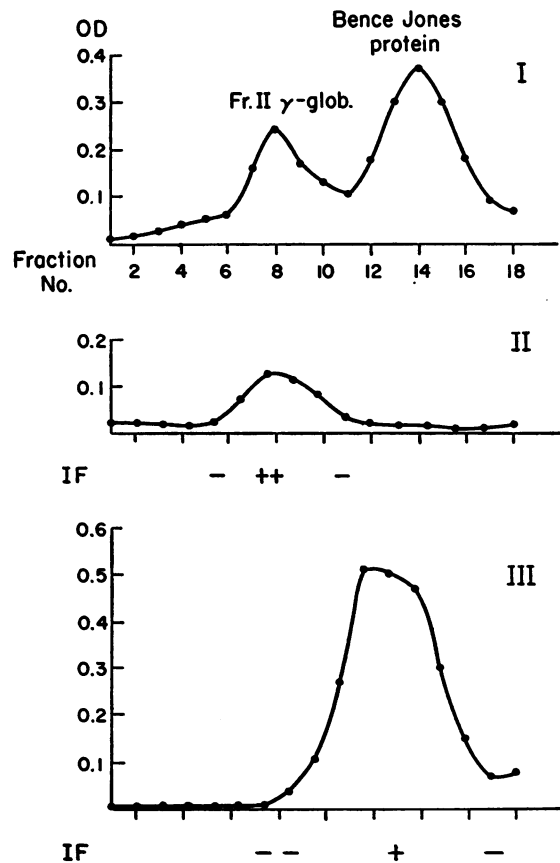 OD
Bence Jones
protein
I
Fr. II γ-glob.
0.4
0.3
0.2
0.1
Fraction
No.
2 4 6 8 10 12 14 16 18
II
0.2
0.1
IF - ++ -
III
0.6
0.5
0.4
0.3
0.2
0.1
IF - - + -